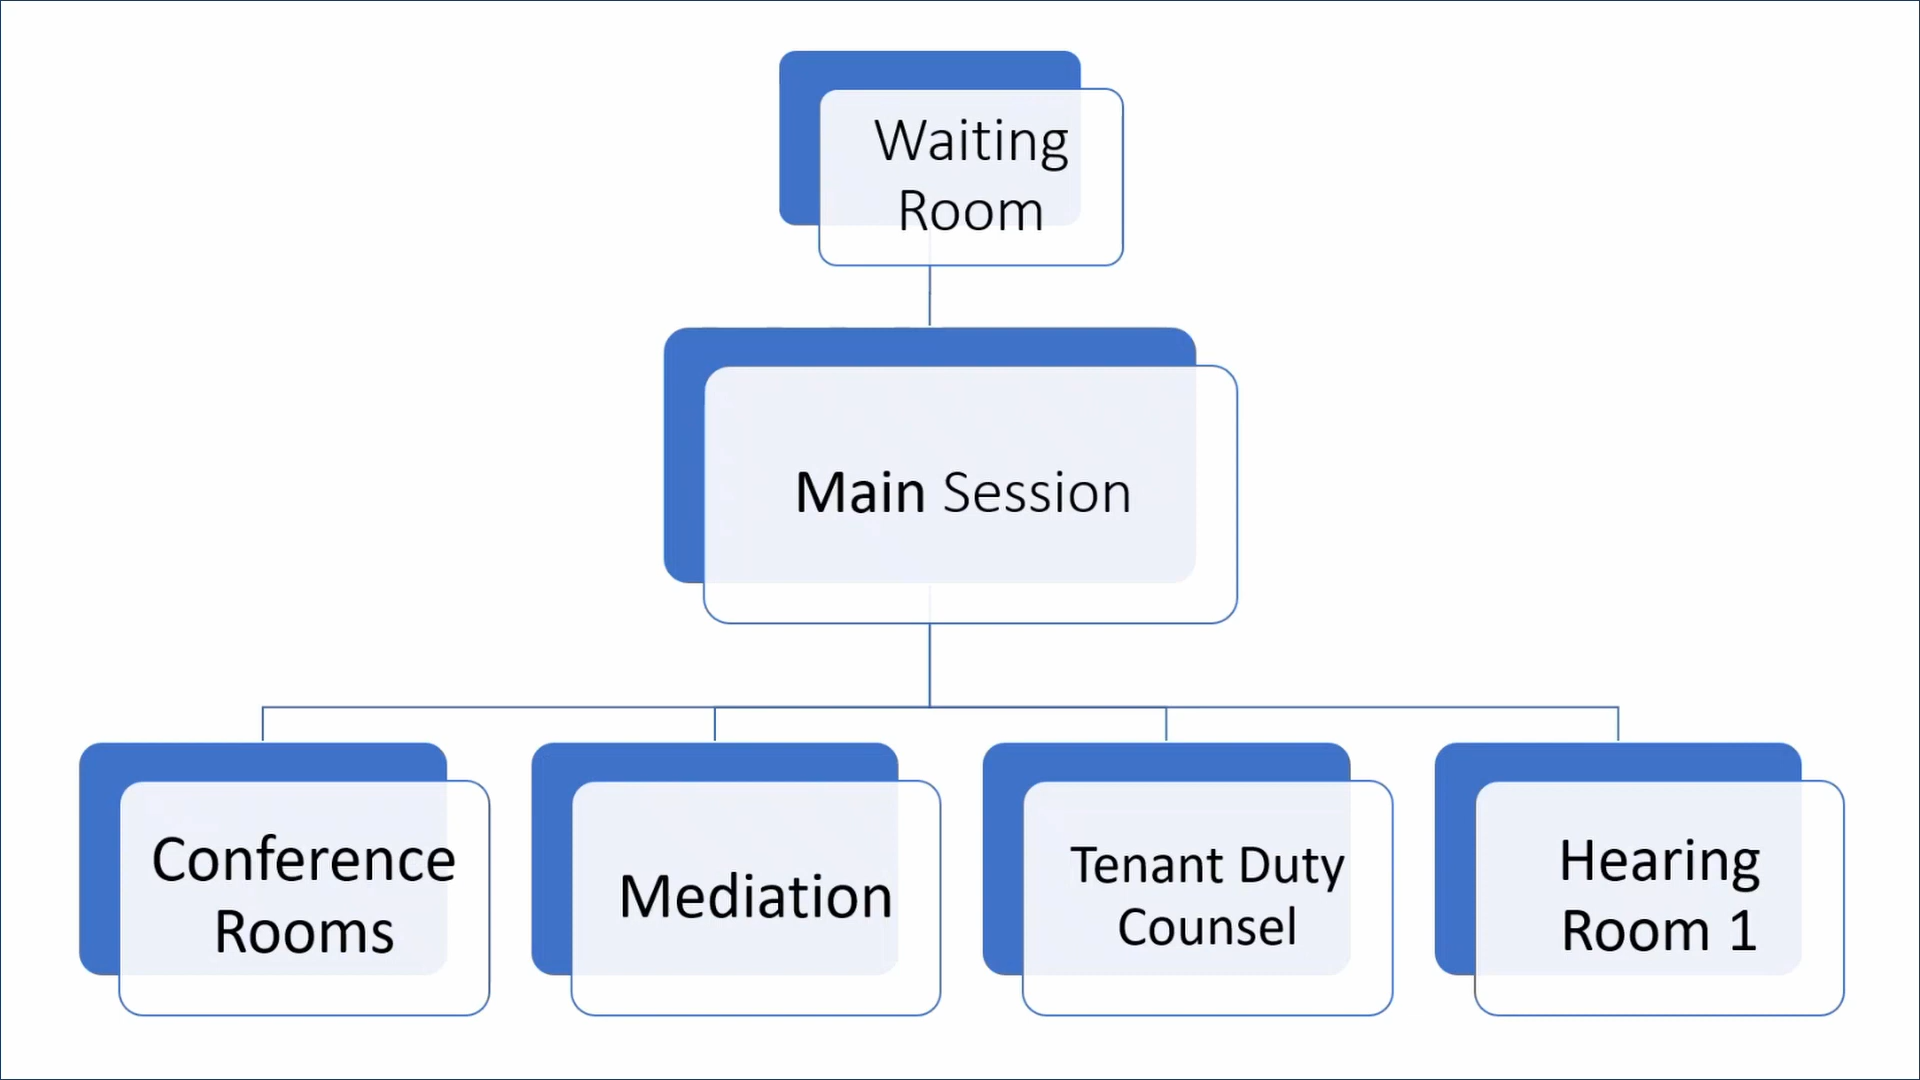 Waiting
Room
Main Session
Conference
Rooms
Mediation
Tenant Duty
Counsel
Hearing
Room 1